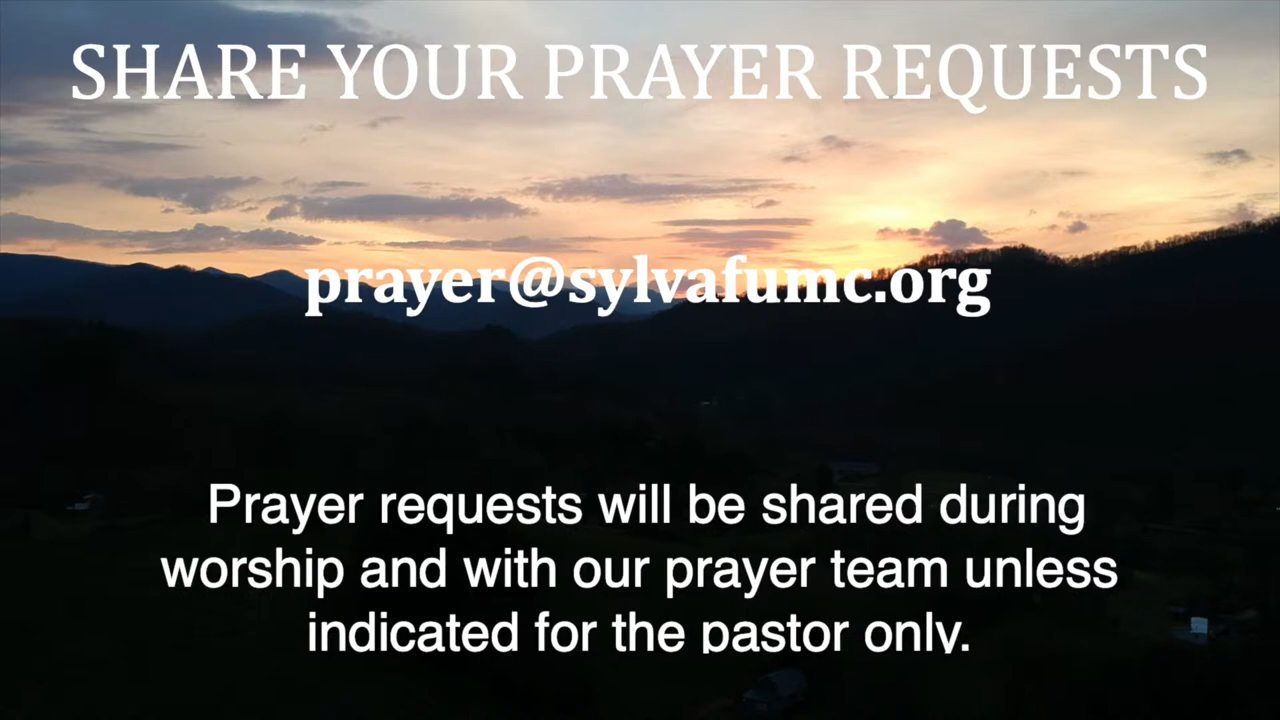 SHARE YOUR PRAYER REQUESTS
prayer@sylvafumc.org
Prayer requests will be shared during
worship and with our prayer team unless
indicated for the pastor only.